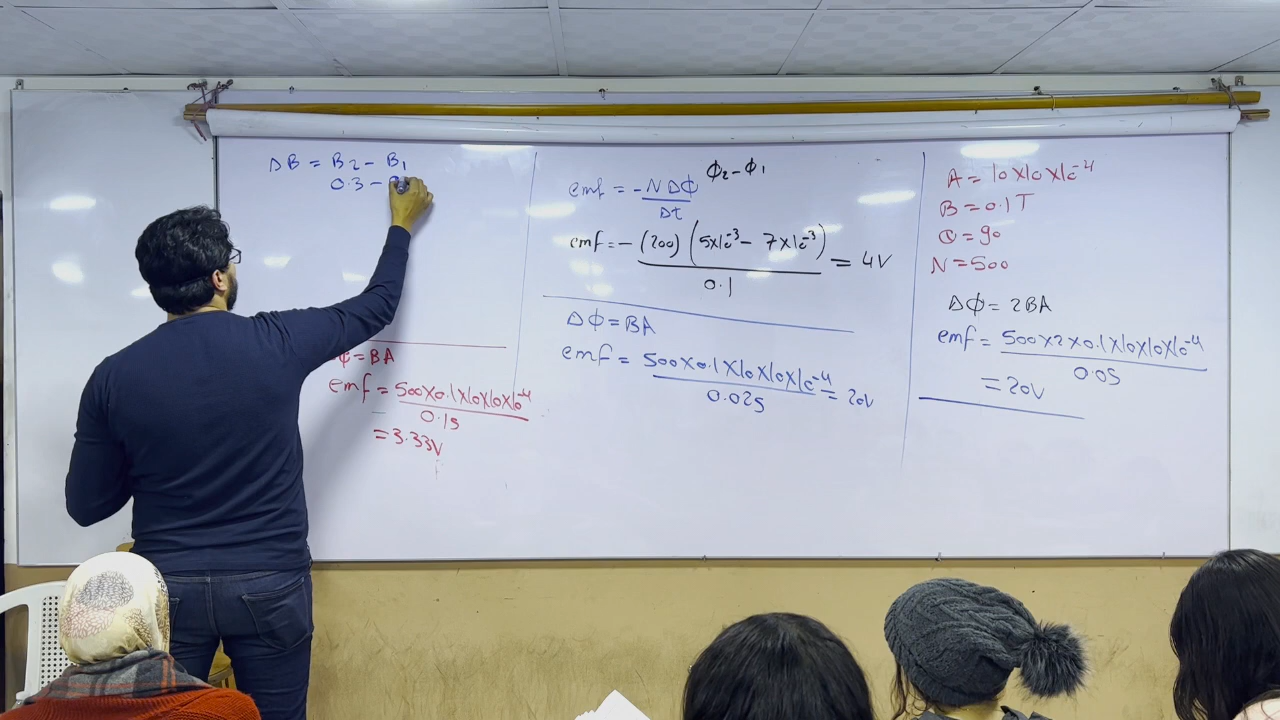 ΔB = B2 - B1
0.3 -
φ = BA
emf = 500×0.1×10×10×10^-4 / 0.15
= 3.33V
φ2 - φ1
emf = -NΔφ / Δt
emf = - (200) (5×10^-3 - 7×10^-3) / 0.1 = 4V
Δφ = BA
emf = 500×0.1×10×10×10^-4 / 0.025 = 20V
A = 10×10×10^-4
B = 0.1T
θ = 90
N = 500
Δφ = 2BA
emf = 500×2×0.1×10×10×10^-4 / 0.05
= 20V